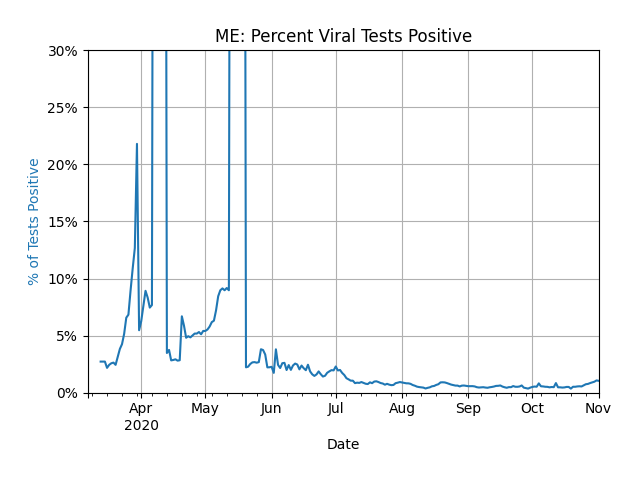 ME: Percent Viral Tests Positive
30%
25%
20%
15%
10%
5%
0%
% of Tests Positive
Apr May Jun Jul Aug Sep Oct Nov
2020
Date